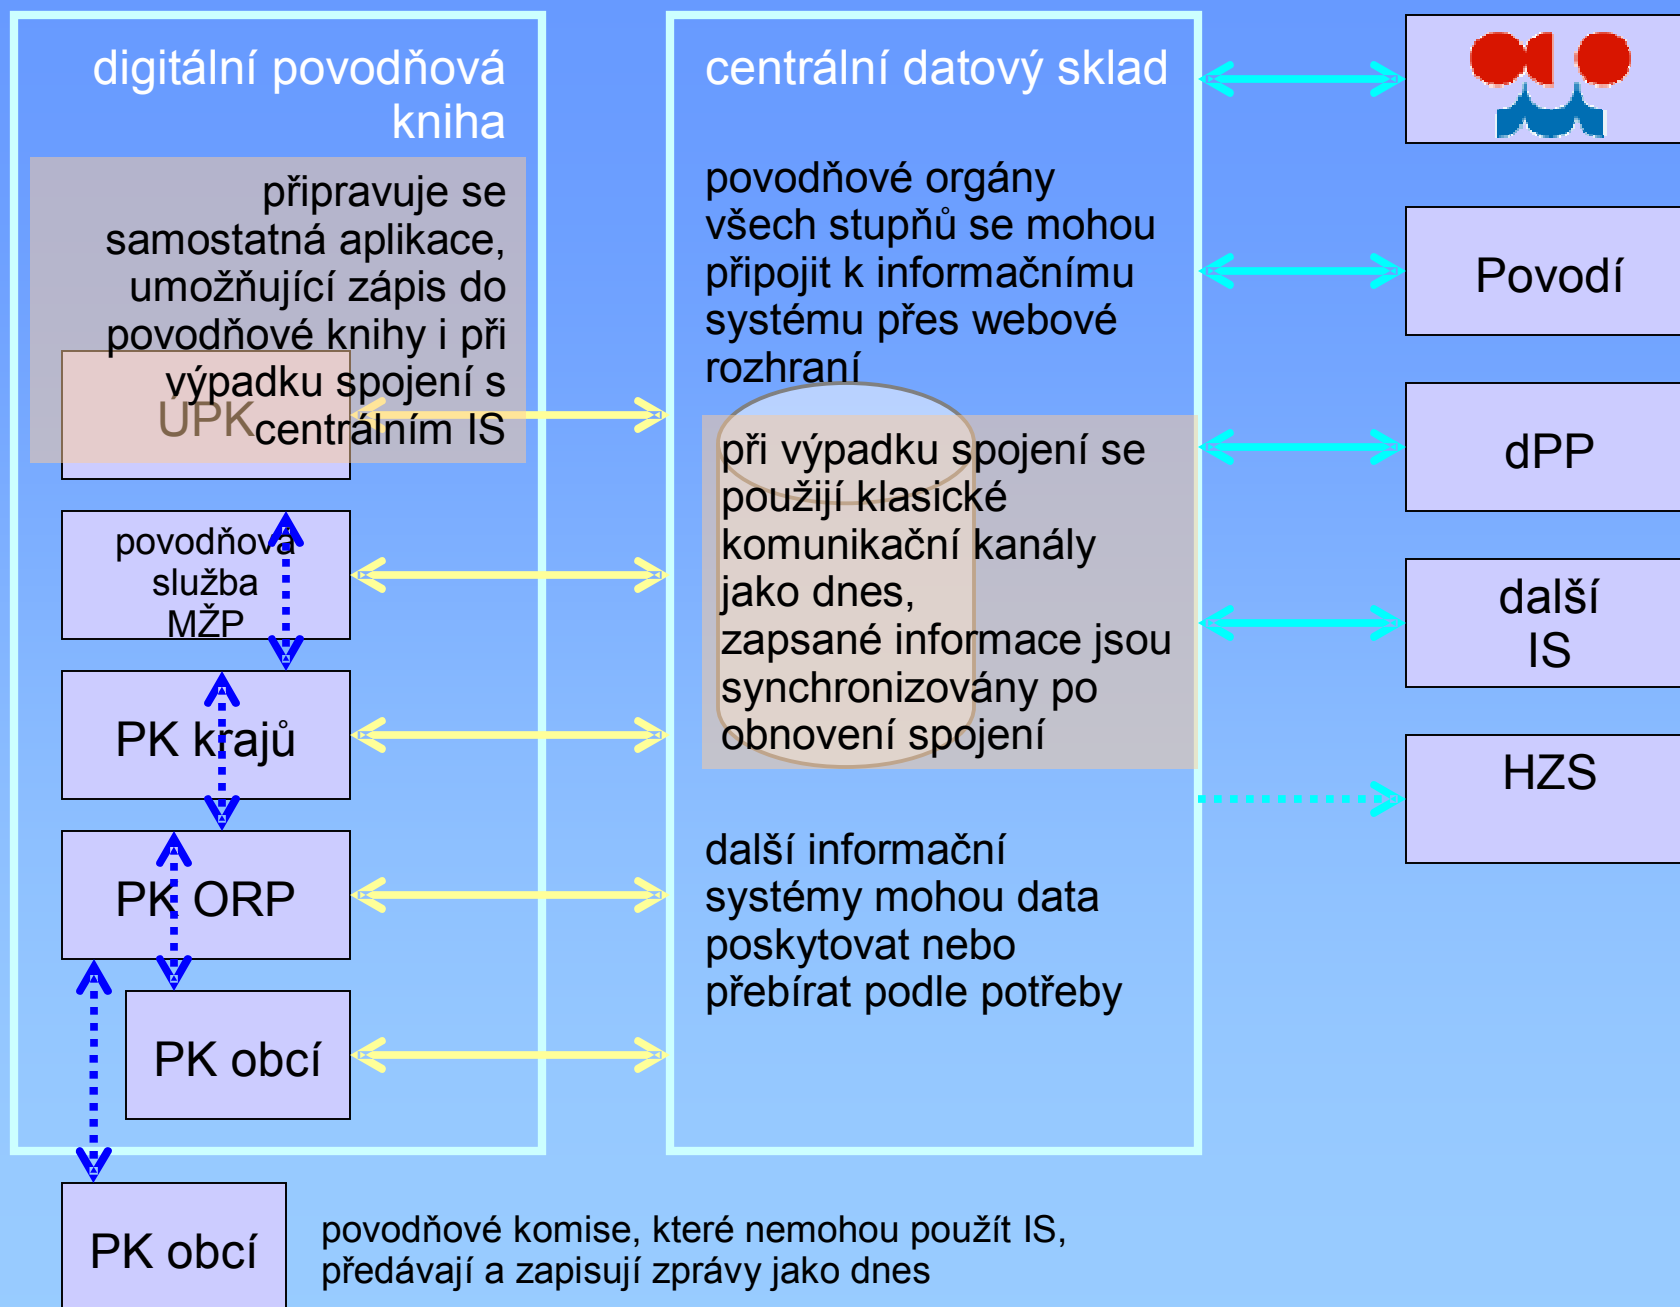 digitální povodňová
kniha
připravuje se
samostatná aplikace,
umožňující zápis do
povodňové knihy i při
výpadku spojení s
centrálním IS
ÚPK
povodňová
služba
MŽP
PK krajů
PK ORP
PK obcí
PK obcí
povodňové komise, které nemohou použít IS,
předávají a zapisují zprávy jako dnes
centrální datový sklad
povodňové orgány
všech stupňů se mohou
připojit k informačnímu
systému přes webové
rozhraní
při výpadku spojení se
použijí klasické
komunikační kanály
jako dnes,
zapsané informace jsou
synchronizovány po
obnovení spojení
další informační
systémy mohou data
poskytovat nebo
přebírat podle potřeby
Povodí
dPP
další
IS
HZS